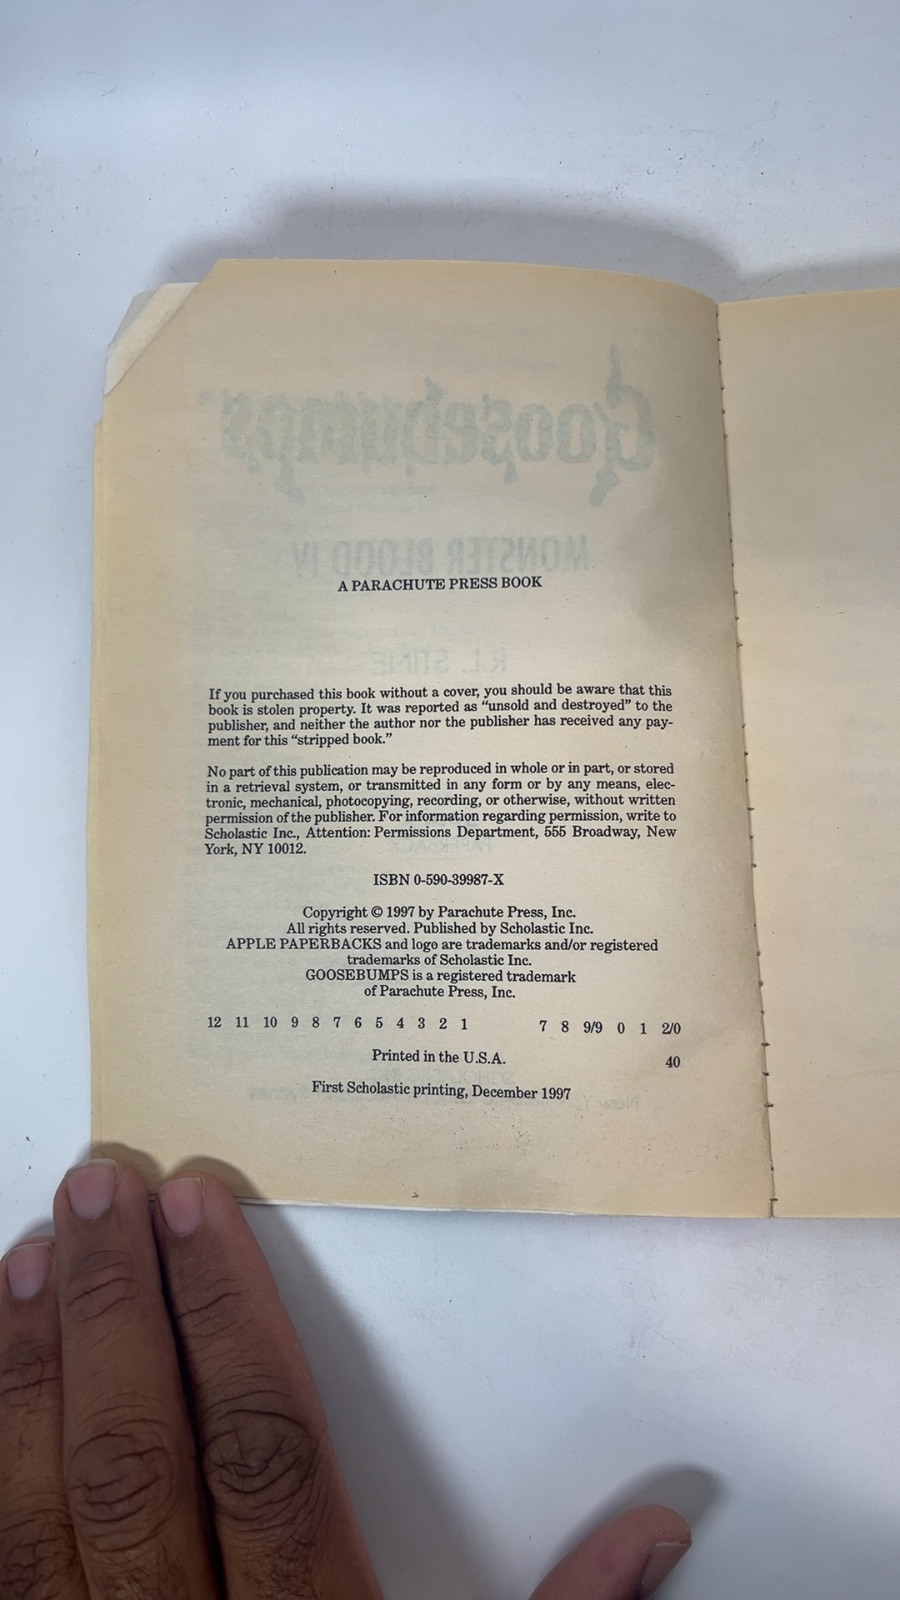 Goosebumps
MONSTER BLOOD IV
A PARACHUTE PRESS BOOK
R.L. STINE
If you purchased this book without a cover, you should be aware that this
book is stolen property. It was reported as “unsold and destroyed” to the
publisher, and neither the author nor the publisher has received any pay-
ment for this “stripped book.”
No part of this publication may be reproduced in whole or in part, or stored
in a retrieval system, or transmitted in any form or by any means, elec-
tronic, mechanical, photocopying, recording, or otherwise, without written
permission of the publisher. For information regarding permission, write to
Scholastic Inc., Attention: Permissions Department, 555 Broadway, New
York, NY 10012.
ISBN 0-590-39987-X
Copyright © 1997 by Parachute Press, Inc.
All rights reserved. Published by Scholastic Inc.
APPLE PAPERBACKS and logo are trademarks and/or registered
trademarks of Scholastic Inc.
GOOSEBUMPS is a registered trademark
of Parachute Press, Inc.
12 11 10 9 8 7 6 5 4 3 2 1 7 8 9/9 0 1 2/0
Printed in the U.S.A. 40
First Scholastic printing, December 1997